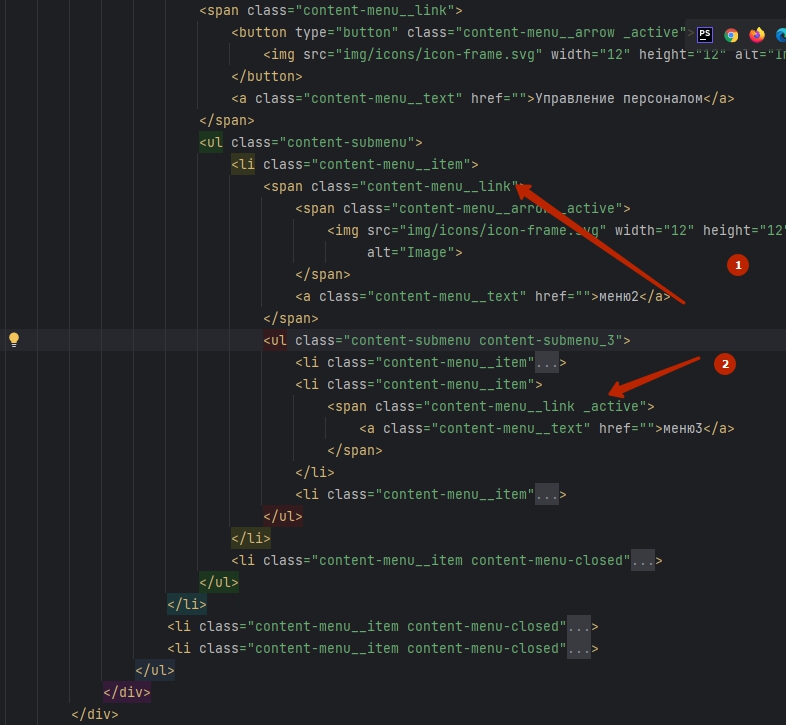 <span class="content-menu__link">
<button type="button" class="content-menu__arrow _active">
PS
<img src="img/icons/icon-frame.svg" width="12" height="12" alt="I
</button>
<a class="content-menu__text" href="">Управление персоналом</a>
</span>
<ul class="content-submenu">
<li class="content-menu__item">
<span class="content-menu__link">
<span class="content-menu__arrow _active">
<img src="img/icons/icon-frame.svg" width="12" height="12"
alt="Image">
1
</span>
<a class="content-menu__text" href="">меню2</a>
</span>
<ul class="content-submenu content-submenu_3">
<li class="content-menu__item"...>
2
<li class="content-menu__item">
<span class="content-menu__link _active">
<a class="content-menu__text" href="">меню3</a>
</span>
</li>
<li class="content-menu__item"...>
</ul>
</li>
<li class="content-menu__item content-menu-closed"...>
</ul>
</li>
<li class="content-menu__item content-menu-closed"...>
<li class="content-menu__item content-menu-closed"...>
</ul>
</div>
</div>